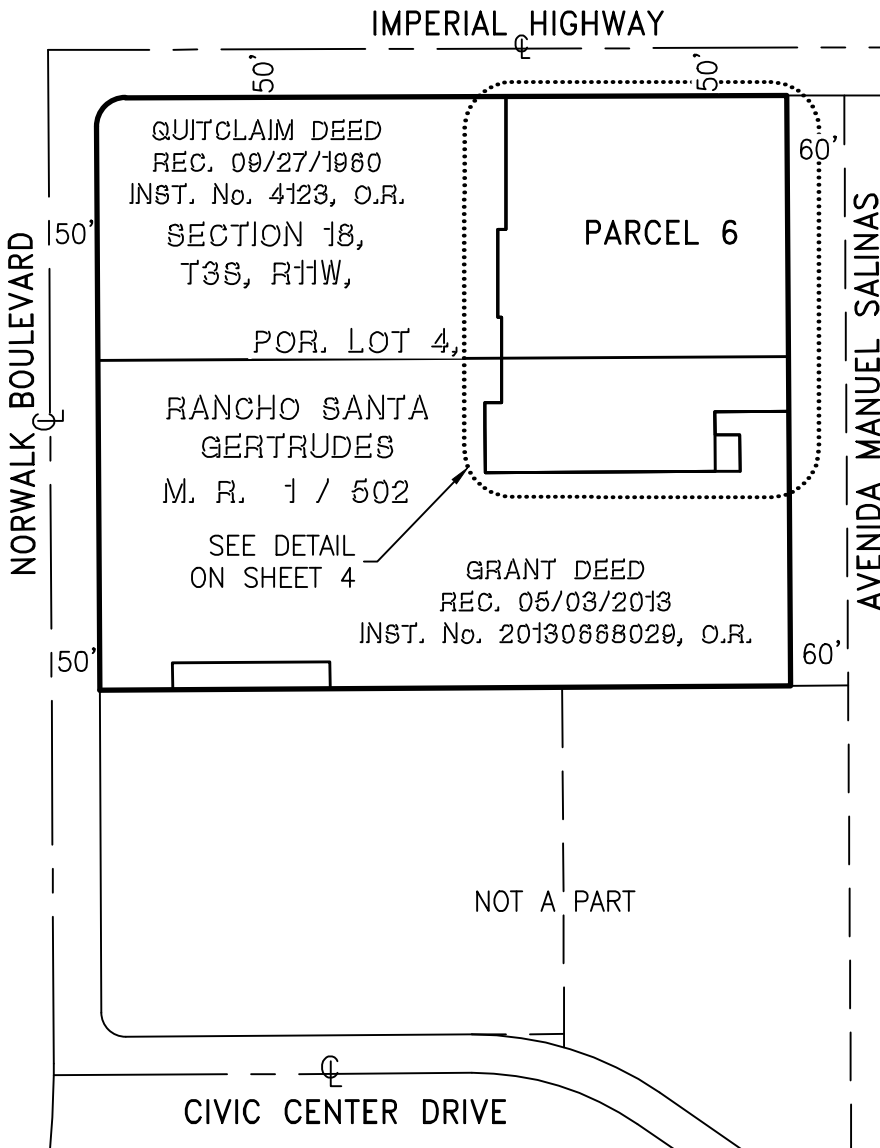 IMPERIAL HIGHWAY
℄
50'
50'
QUITCLAIM DEED
REC. 09/27/1960
INST. No. 4123, O.R.
SECTION 18,
T3S, R11W,
60'
50'
PARCEL 6
NORWALK BOULEVARD
℄
AVENIDA MANUEL SALINAS
POR. LOT 4,
RANCHO SANTA
GERTRUDES
M. R. 1 / 502
SEE DETAIL
ON SHEET 4
GRANT DEED
REC. 05/03/2013
INST. No. 20130668029, O.R.
50'
60'
NOT A PART
℄
CIVIC CENTER DRIVE